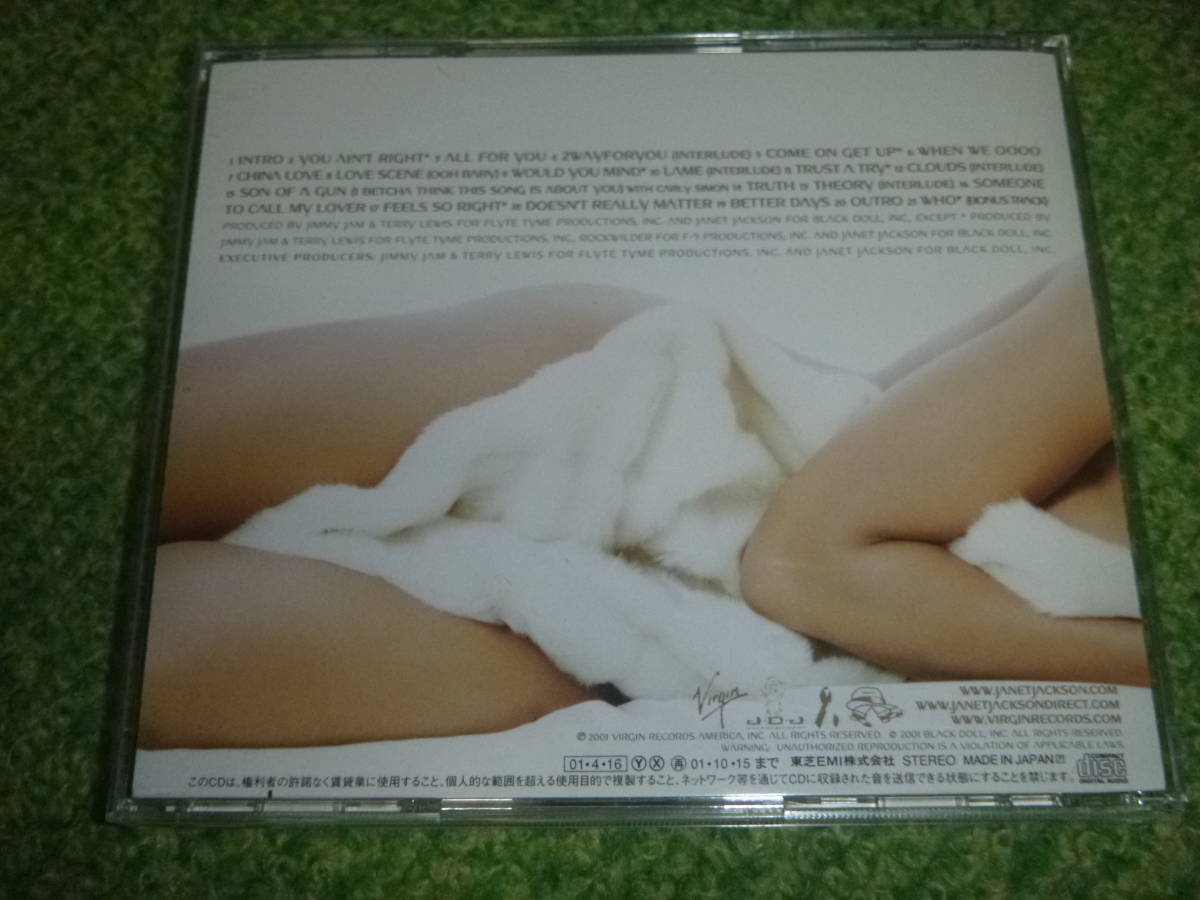 1 INTRO 2 YOU AIN'T RIGHT* 3 ALL FOR YOU 4 2WAYFORYOU (INTERLUDE) 5 COME ON GET UP* 6 WHEN WE OOOO
7 CHINA LOVE 8 LOVE SCENE (OOH BABY) 9 WOULD YOU MIND* 10 LAME (INTERLUDE) 11 TRUST A TRY* 12 CLOUDS (INTERLUDE)
13 SON OF A GUN (I BETCHA THINK THIS SONG IS ABOUT YOU) WITH CARLY SIMON 14 TRUTH 15 THEORY (INTERLUDE) 16 SOMEONE
TO CALL MY LOVER 17 FEELS SO RIGHT* 18 DOESN'T REALLY MATTER 19 BETTER DAYS 20 OUTRO 21 WHO* (BONUS TRACK)
PRODUCED BY JIMMY JAM & TERRY LEWIS FOR FLYTE TYME PRODUCTIONS, INC. AND JANET JACKSON FOR BLACK DOLL, INC., EXCEPT * PRODUCED BY
JIMMY JAM & TERRY LEWIS FOR FLYTE TYME PRODUCTIONS, INC., ROCKWILDER FOR F-1 PRODUCTIONS, INC. AND JANET JACKSON FOR BLACK DOLL, INC.
EXECUTIVE PRODUCERS: JIMMY JAM & TERRY LEWIS FOR FLYTE TYME PRODUCTIONS, INC. AND JANET JACKSON FOR BLACK DOLL, INC.
WWW.JANETJACKSON.COM
WWW.JANETJACKSONDIRECT.COM
WWW.VIRGINRECORDS.COM
Virgin J·D·J
℗ 2001 VIRGIN RECORDS AMERICA, INC. ALL RIGHTS RESERVED. © 2001 BLACK DOLL, INC. ALL RIGHTS RESERVED.
WARNING: UNAUTHORIZED REPRODUCTION IS A VIOLATION OF APPLICABLE LAWS.
01・4・16 Ⓨ Ⓧ ㊢ 01・10・15まで 東芝EMI株式会社 STEREO MADE IN JAPAN COMPACT disc DIGITAL AUDIO
このCDは、権利者の許諾なく賃貸業に使用すること、個人的な範囲を超える使用目的で複製すること、ネットワーク等を通じてCDに収録された音を送信できる状態にすることを禁じます。